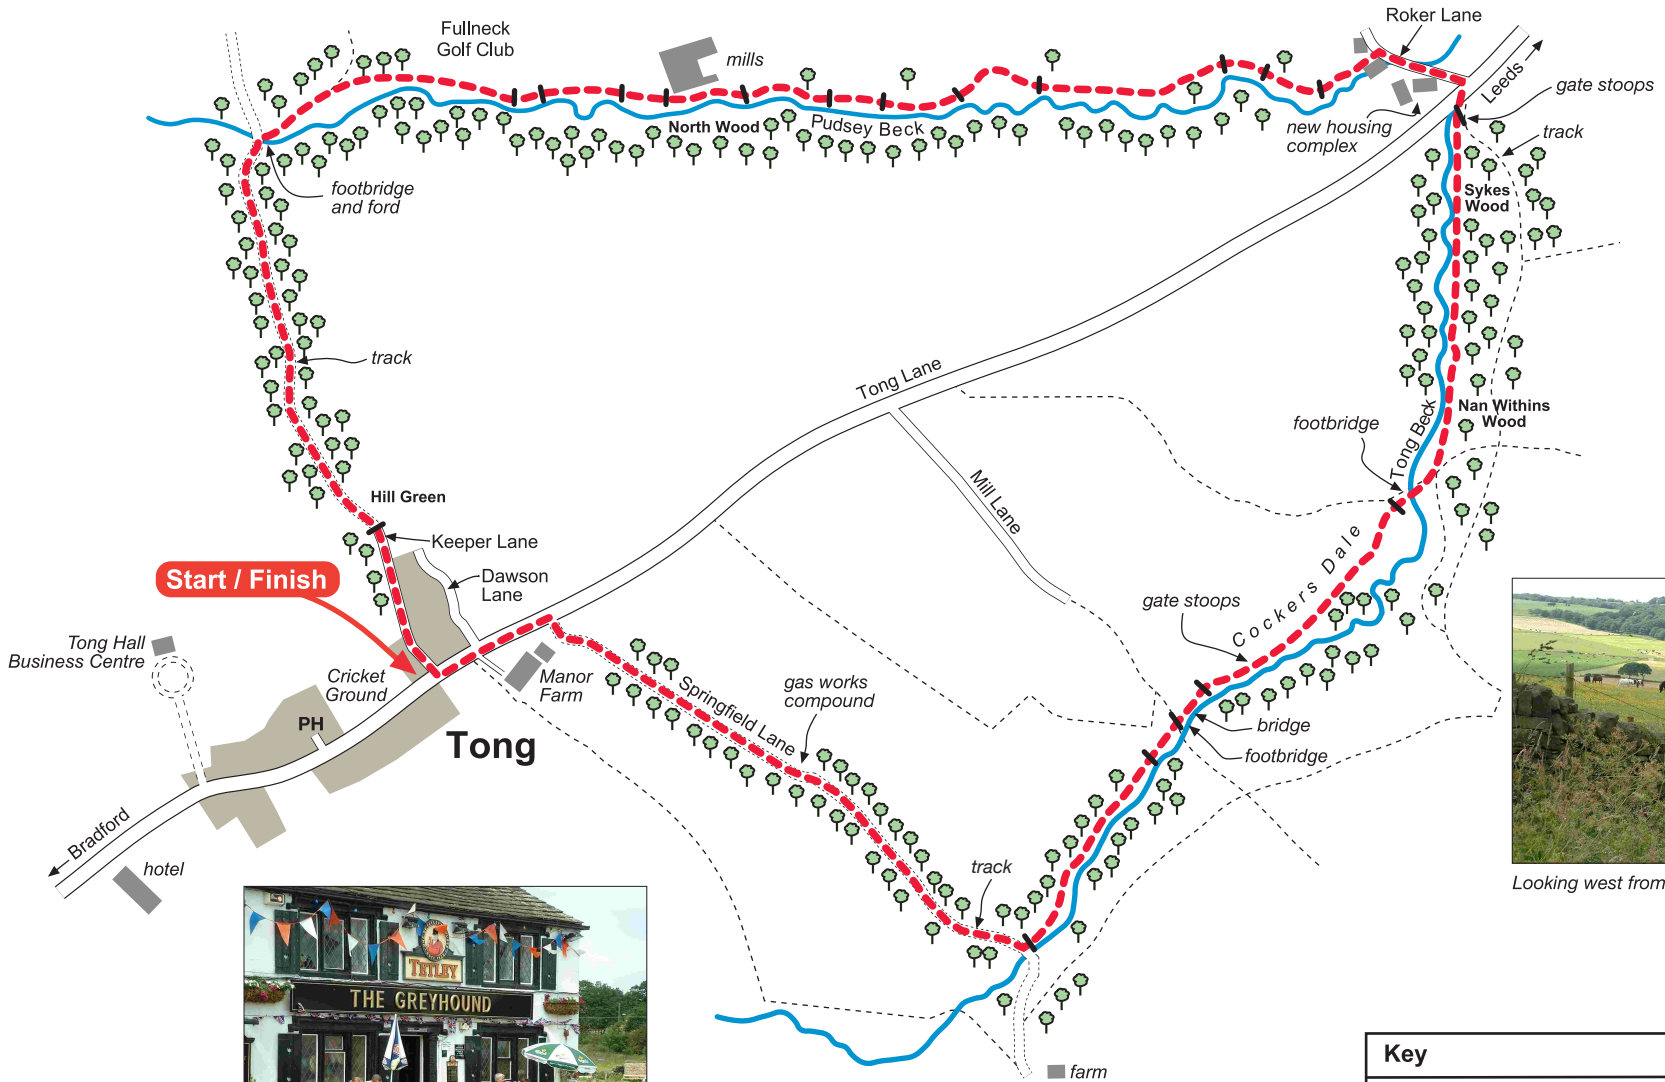 Roker Lane
Fullneck
Golf Club
mills
Leeds
gate stoops
track
new housing
complex
North Wood
Pudsey Beck
footbridge
and ford
Sykes
Wood
track
Tong Lane
Nan Withins
Wood
footbridge
Tong Beck
Mill Lane
Hill Green
Keeper Lane
Dawson
Lane
Start / Finish
Cockers Dale
gate stoops
Tong Hall
Business Centre
Cricket
Ground
Manor
Farm
Springfield Lane
gas works
compound
PH
Tong
bridge
footbridge
Bradford
hotel
track
Looking west from
TETLEY
THE GREYHOUND
Key
farm